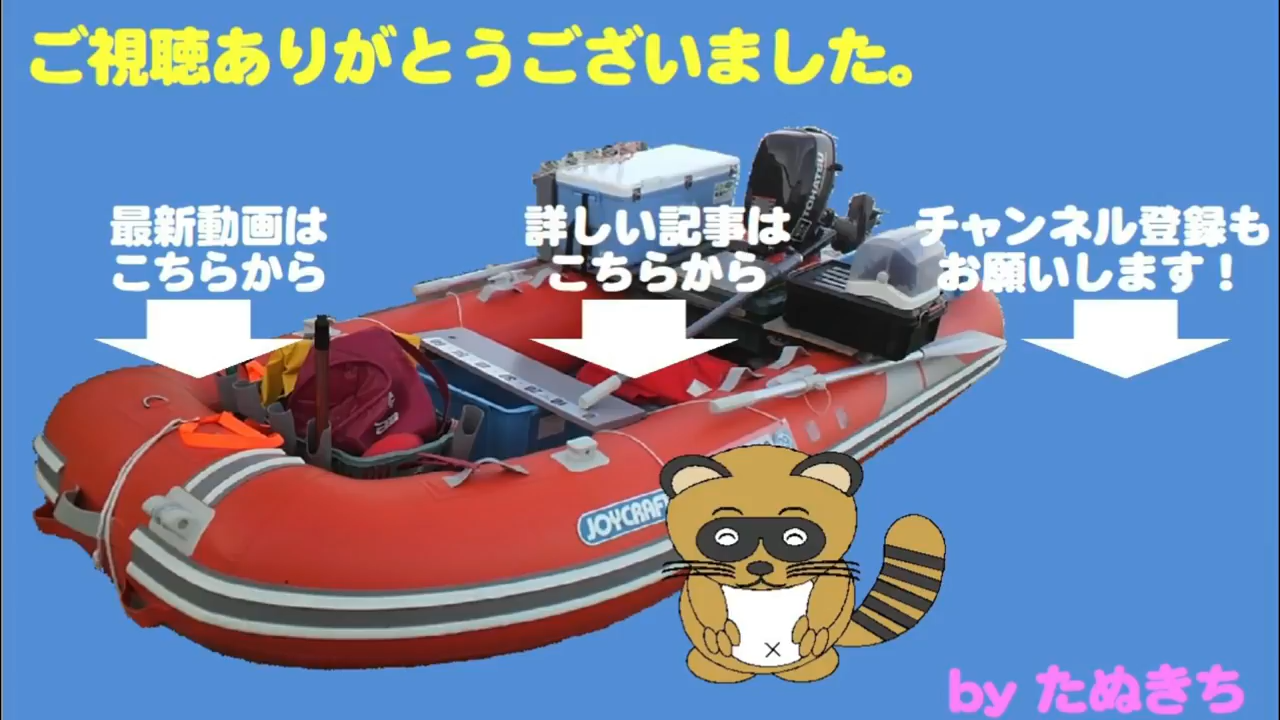 ご視聴ありがとうございました。
最新動画は
こちらから
詳しい記事は
こちらから
チャンネル登録も
お願いします！
TOHATSU
JOYCRAF
by たぬきち